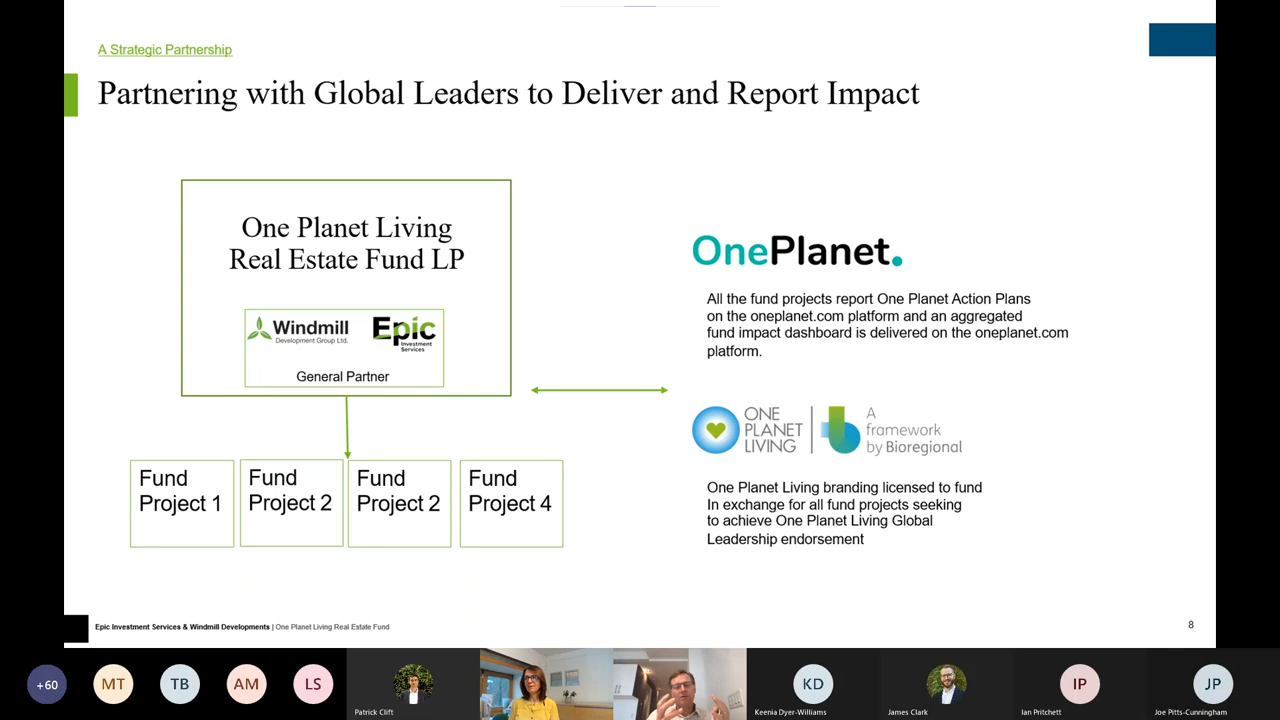 A Strategic Partnership
Partnering with Global Leaders to Deliver and Report Impact
One Planet Living
Real Estate Fund LP
Windmill
Development Group Ltd.
Epic
Investment
Services
General Partner
Fund
Project 1
Fund
Project 2
Fund
Project 2
Fund
Project 4
OnePlanet.
All the fund projects report One Planet Action Plans
on the oneplanet.com platform and an aggregated
fund impact dashboard is delivered on the oneplanet.com
platform.
ONE
PLANET
LIVING
A
framework
by Bioregional
One Planet Living branding licensed to fund
In exchange for all fund projects seeking
to achieve One Planet Living Global
Leadership endorsement
Epic Investment Services & Windmill Developments | One Planet Living Real Estate Fund
8
+60
MT
TB
AM
LS
Patrick Clift
KD
Keenia Dyer-Williams
James Clark
IP
Ian Pritchett
JP
Joe Pitts-Cunningham